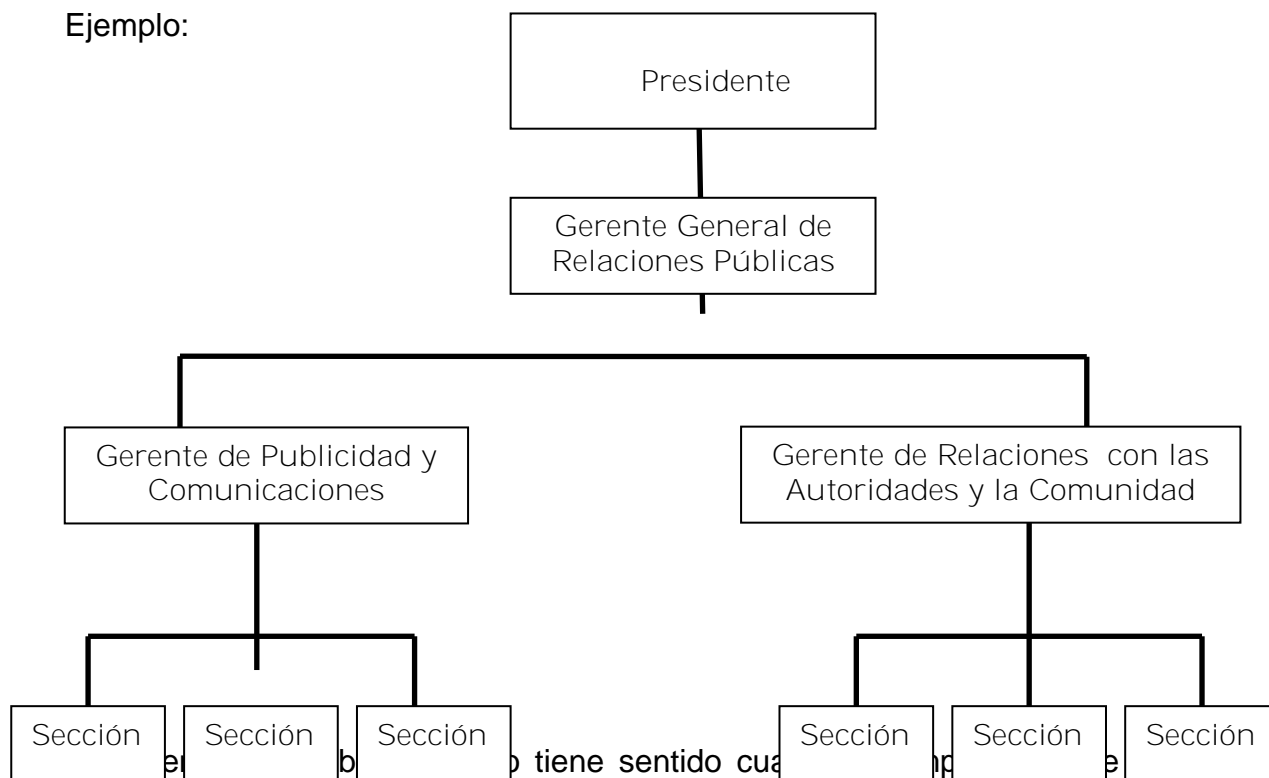 Ejemplo:
Presidente
Gerente General de
Relaciones Públicas
Gerente de Publicidad y
Comunicaciones
Gerente de Relaciones con las
Autoridades y la Comunidad
Sección
Sección
Sección
Sección
Sección
Sección
tiene sentido